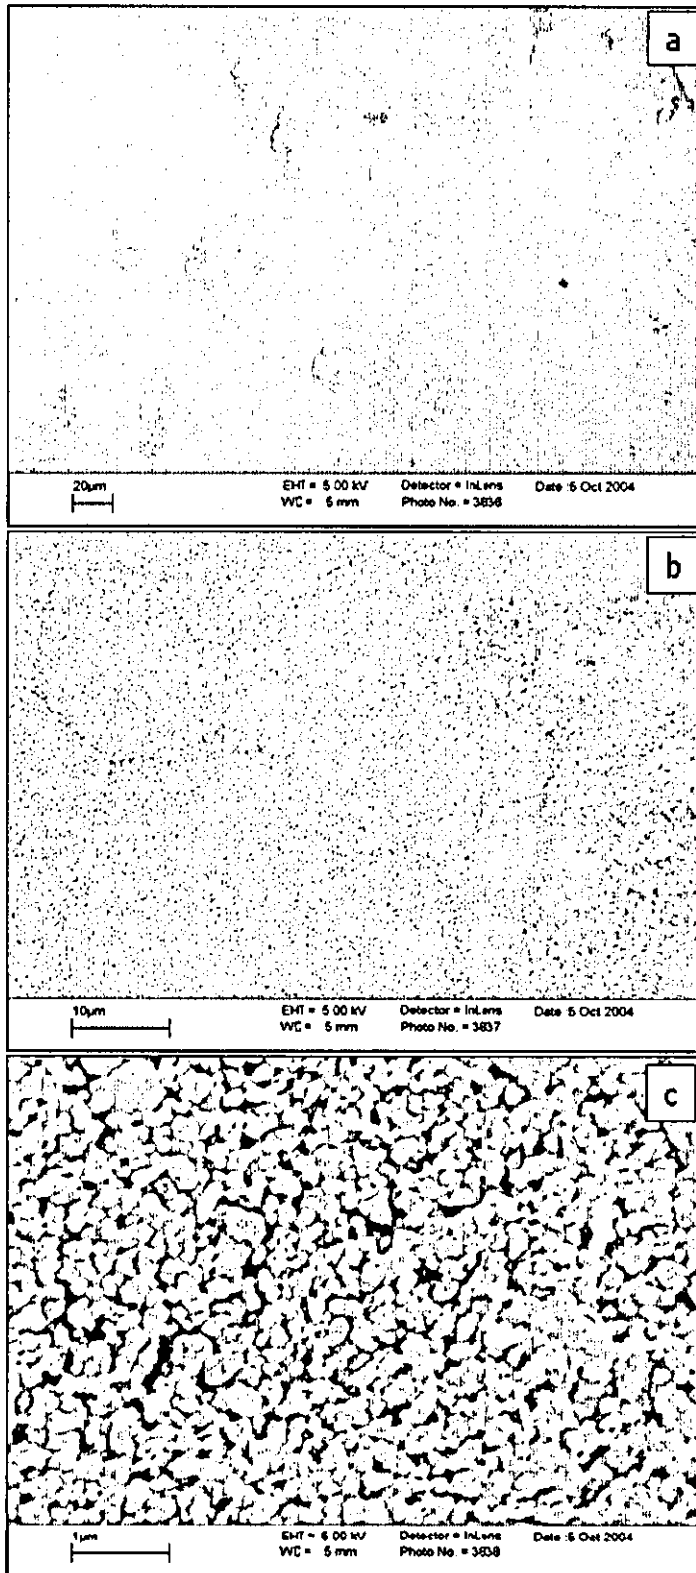 a
20µm
EHT = 5.00 kV Detector = InLens Date :5 Oct 2004
WD = 5 mm Photo No. = 3836
b
10µm
EHT = 5.00 kV Detector = InLens Date :5 Oct 2004
WD = 5 mm Photo No. = 3837
c
1µm
EHT = 5.00 kV Detector = InLens Date :5 Oct 2004
WD = 5 mm Photo No. = 3838